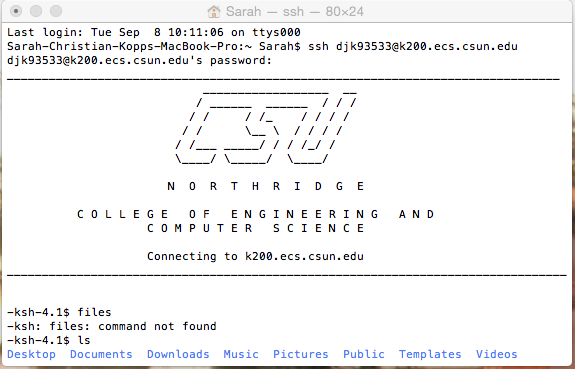 Sarah — ssh — 80×24
Last login: Tue Sep  8 10:11:06 on ttys000
Sarah-Christian-Kopps-MacBook-Pro:~ Sarah$ ssh djk93533@k200.ecs.csun.edu
djk93533@k200.ecs.csun.edu's password:
N O R T H R I D G E
C O L L E G E  O F  E N G I N E E R I N G  A N D
C O M P U T E R  S C I E N C E
Connecting to k200.ecs.csun.edu
-ksh-4.1$ files
-ksh: files: command not found
-ksh-4.1$ ls
Desktop  Documents  Downloads  Music  Pictures  Public  Templates  Videos